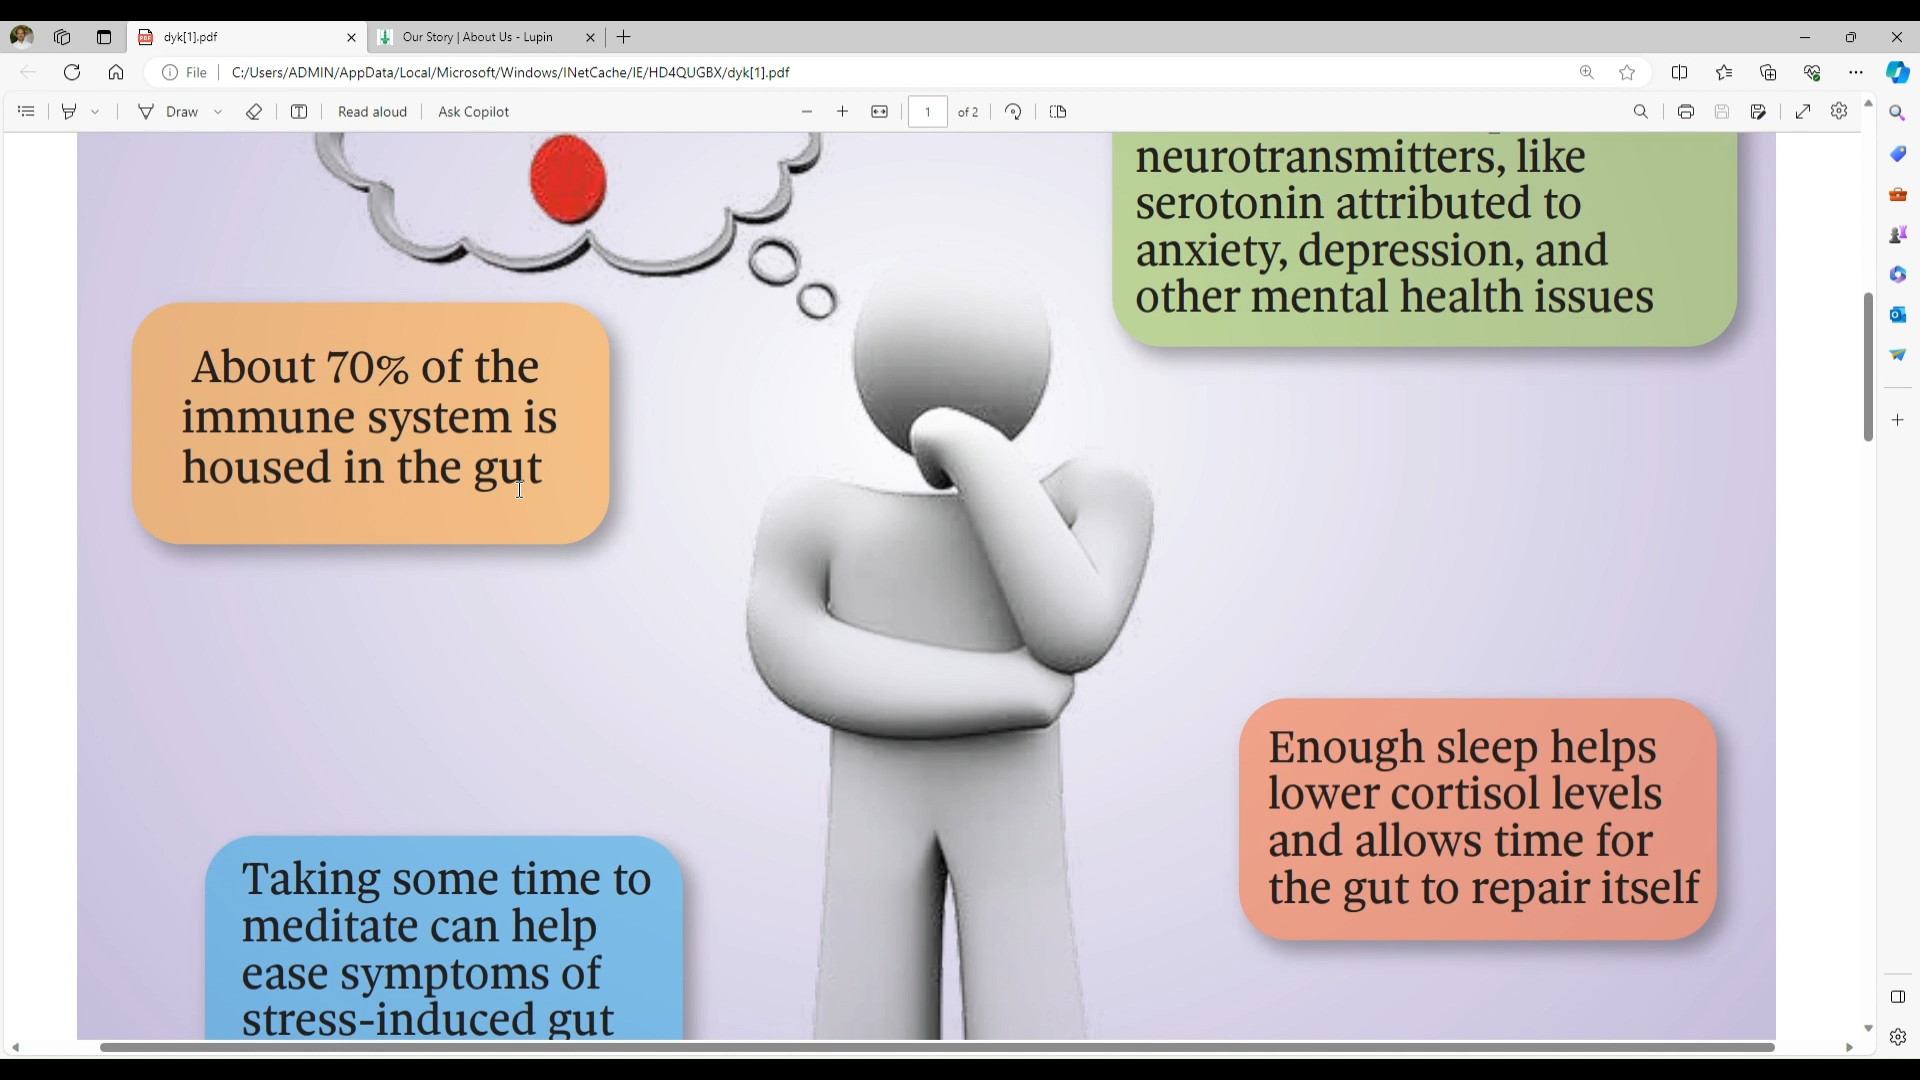 dyk[1].pdf
Our Story | About Us - Lupin
File
C:/Users/ADMIN/AppData/Local/Microsoft/Windows/INetCache/IE/HD4QUGBX/dyk[1].pdf
Draw
Read aloud
Ask Copilot
1 of 2
neurotransmitters, like
serotonin attributed to
anxiety, depression, and
other mental health issues
About 70% of the
immune system is
housed in the gut
Enough sleep helps
lower cortisol levels
and allows time for
the gut to repair itself
Taking some time to
meditate can help
ease symptoms of
stress-induced gut